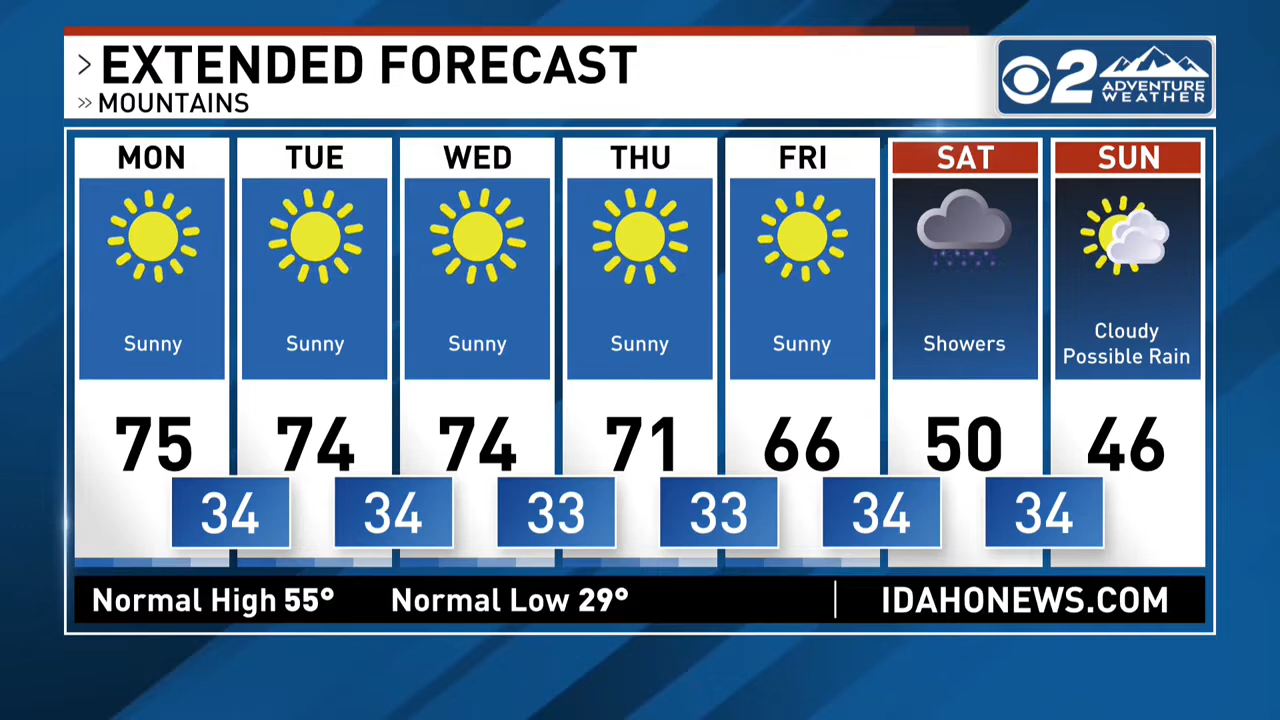 > EXTENDED FORECAST
» MOUNTAINS
2 ADVENTURE
WEATHER
MON TUE WED THU FRI SAT SUN
Sunny Sunny Sunny Sunny Sunny Showers Cloudy
Possible Rain
75 74 74 71 66 50 46
34 34 33 33 34 34
Normal High 55° Normal Low 29° IDAHONEWS.COM